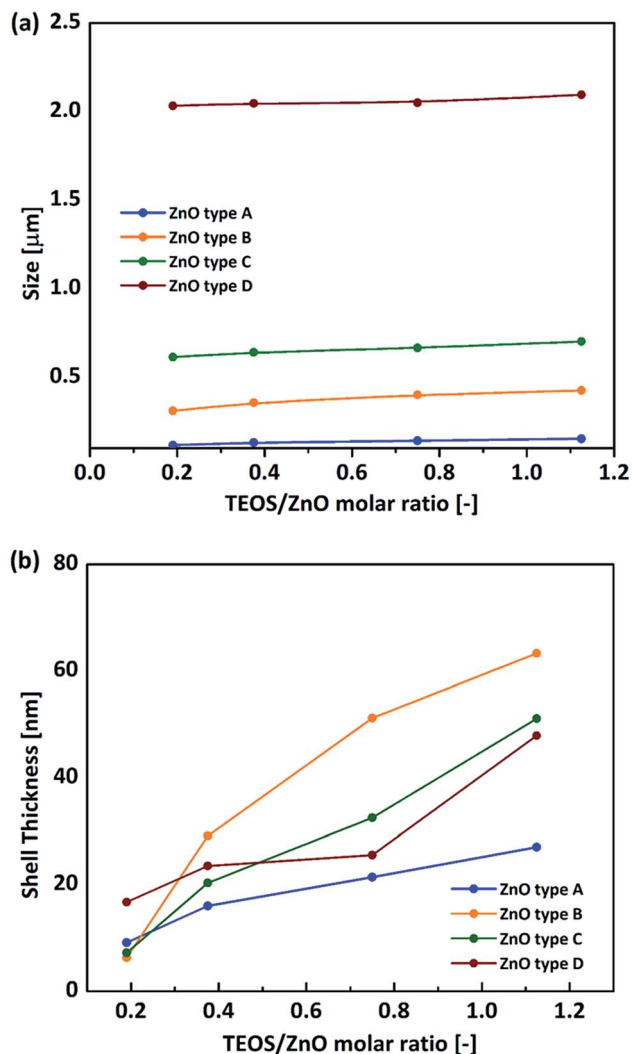 (a)
2.5
2.0
1.5
1.0
0.5
Size [μm]
ZnO type A
ZnO type B
ZnO type C
ZnO type D
0.0 0.2 0.4 0.6 0.8 1.0 1.2
TEOS/ZnO molar ratio [-]
(b)
80
60
40
20
0
Shell Thickness [nm]
ZnO type A
ZnO type B
ZnO type C
ZnO type D
0.2 0.4 0.6 0.8 1.0 1.2
TEOS/ZnO molar ratio [-]